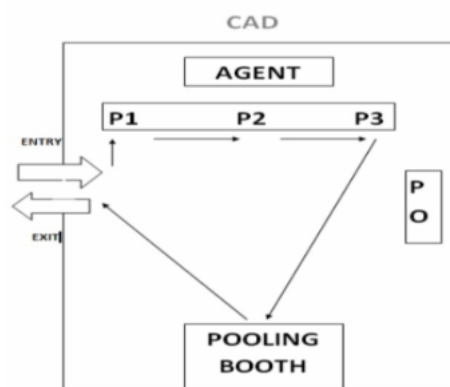 CAD
AGENT
P1 P2 P3
ENTRY
P
O
EXIT
POOLING
BOOTH